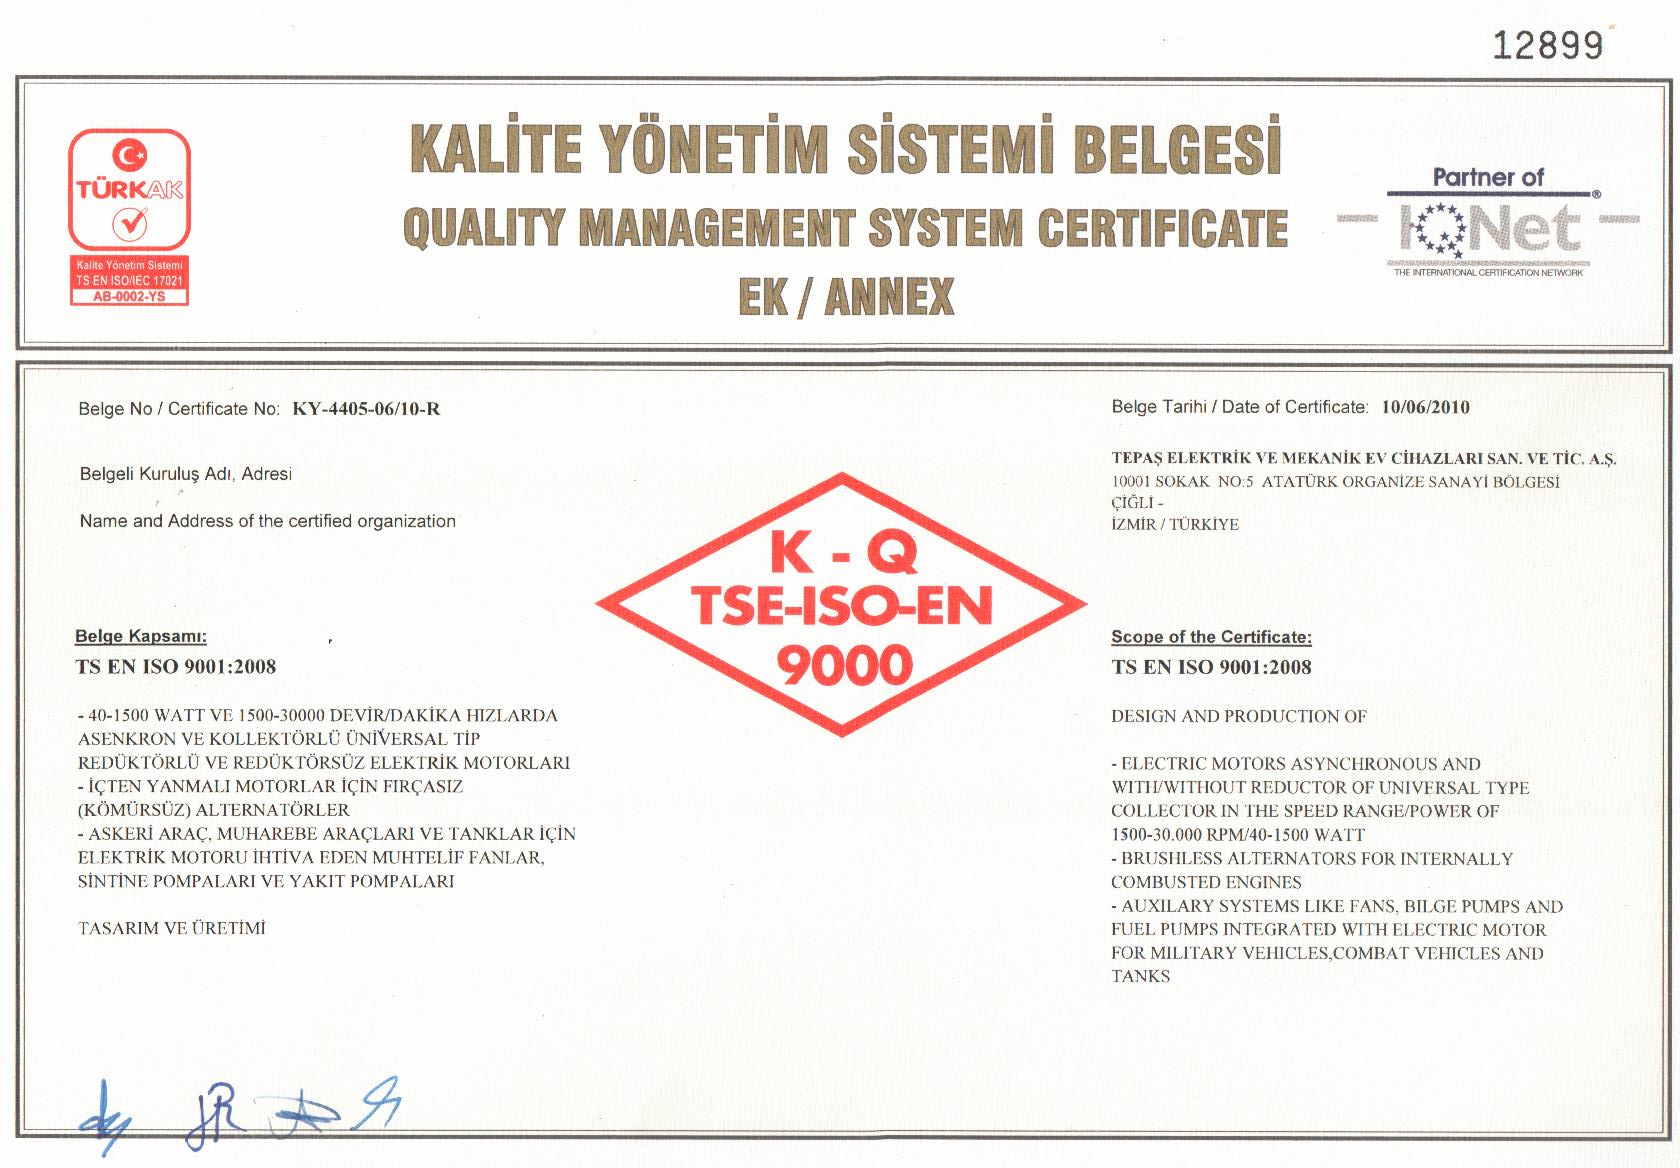 12899
KALİTE YÖNETİM SİSTEMİ BELGESİ
QUALITY MANAGEMENT SYSTEM CERTIFICATE
EK / ANNEX
TÜRKAK
Kalite Yönetim Sistemi
TS EN ISO/IEC 17021
AB-0002-YS
Partner of
IQNet ®
THE INTERNATIONAL CERTIFICATION NETWORK
Belge No / Certificate No: KY-4405-06/10-R
Belge Tarihi / Date of Certificate: 10/06/2010
Belgeli Kuruluş Adı, Adresi
Name and Address of the certified organization
TEPAŞ ELEKTRİK VE MEKANİK EV CİHAZLARI SAN. VE TİC. A.Ş.
10001 SOKAK NO:5 ATATÜRK ORGANİZE SANAYİ BÖLGESİ
ÇİĞLİ -
İZMİR / TÜRKİYE
K - Q
TSE-ISO-EN
9000
Belge Kapsamı:
TS EN ISO 9001:2008
- 40-1500 WATT VE 1500-30000 DEVİR/DAKİKA HIZLARDA
ASENKRON VE KOLLEKTÖRLÜ ÜNİVERSAL TİP
REDÜKTÖRLÜ VE REDÜKTÖRSÜZ ELEKTRİK MOTORLARI
- İÇTEN YANMALI MOTORLAR İÇİN FIRÇASIZ
(KÖMÜRSÜZ) ALTERNATÖRLER
- ASKERİ ARAÇ, MUHAREBE ARAÇLARI VE TANKLAR İÇİN
ELEKTRİK MOTORU İHTİVA EDEN MUHTELİF FANLAR,
SİNTİNE POMPALARI VE YAKIT POMPALARI
TASARIM VE ÜRETİMİ
Scope of the Certificate:
TS EN ISO 9001:2008
DESIGN AND PRODUCTION OF
- ELECTRIC MOTORS ASYNCHRONOUS AND
WITH/WITHOUT REDUCTOR OF UNIVERSAL TYPE
COLLECTOR IN THE SPEED RANGE/POWER OF
1500-30.000 RPM/40-1500 WATT
- BRUSHLESS ALTERNATORS FOR INTERNALLY
COMBUSTED ENGINES
- AUXILARY SYSTEMS LIKE FANS, BILGE PUMPS AND
FUEL PUMPS INTEGRATED WITH ELECTRIC MOTOR
FOR MILITARY VEHICLES,COMBAT VEHICLES AND
TANKS